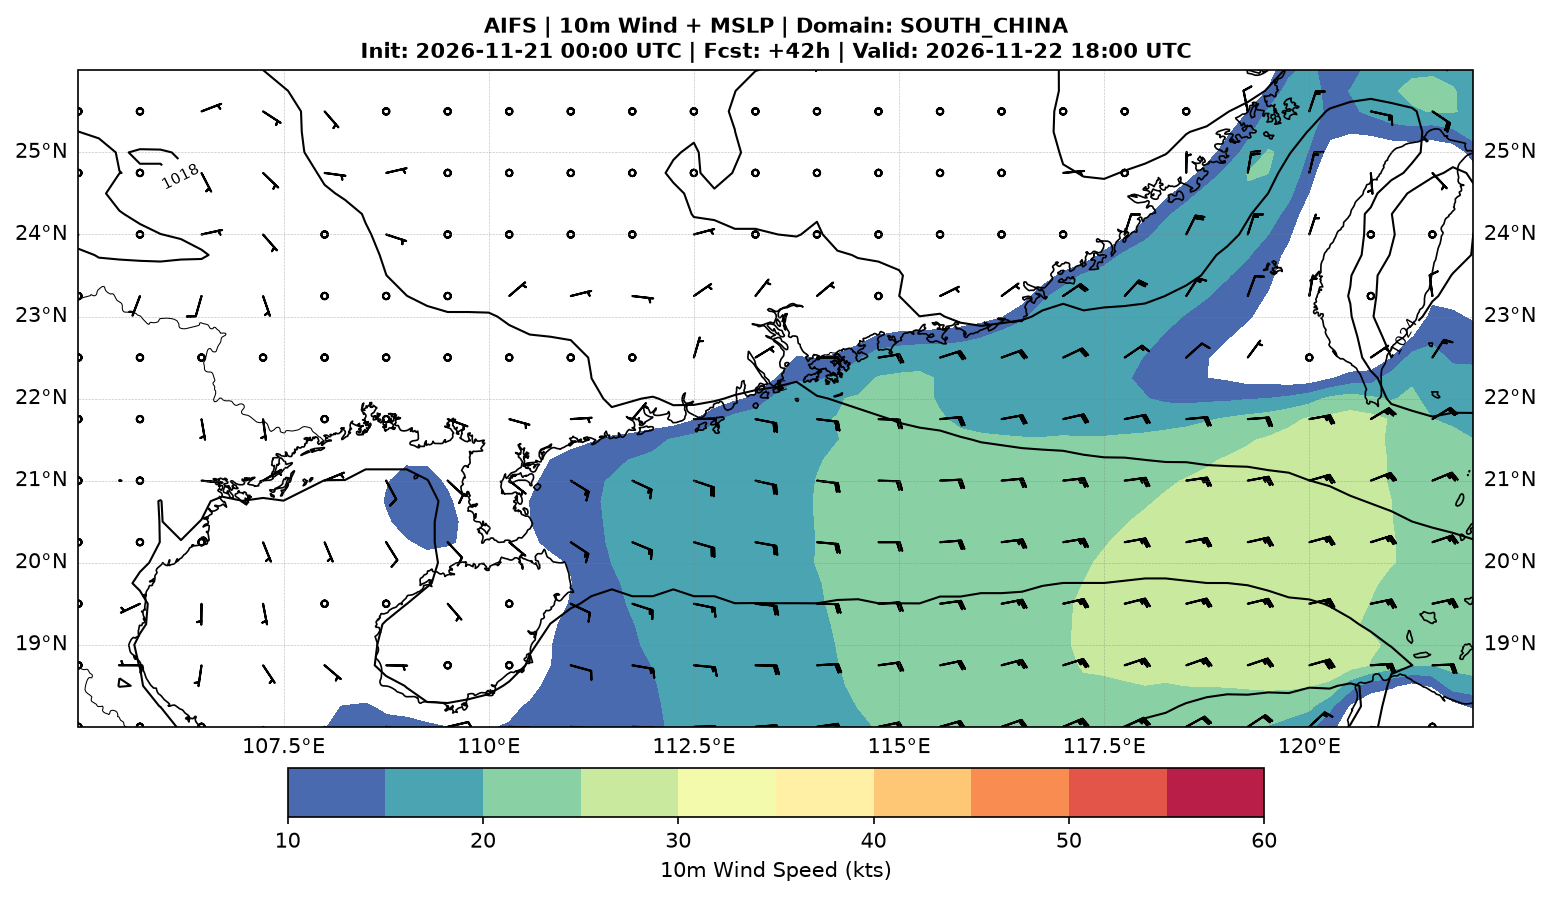 AIFS | 10m Wind + MSLP | Domain: SOUTH_CHINA
Init: 2026-11-21 00:00 UTC | Fcst: +42h | Valid: 2026-11-22 18:00 UTC
25°N 25°N
1018
24°N 24°N
23°N 23°N
1024
22°N 22°N
21°N 21°N
20°N 20°N
19°N 19°N
107.5°E 110°E 112.5°E 115°E 117.5°E 120°E
10 20 30 40 50 60
10m Wind Speed (kts)